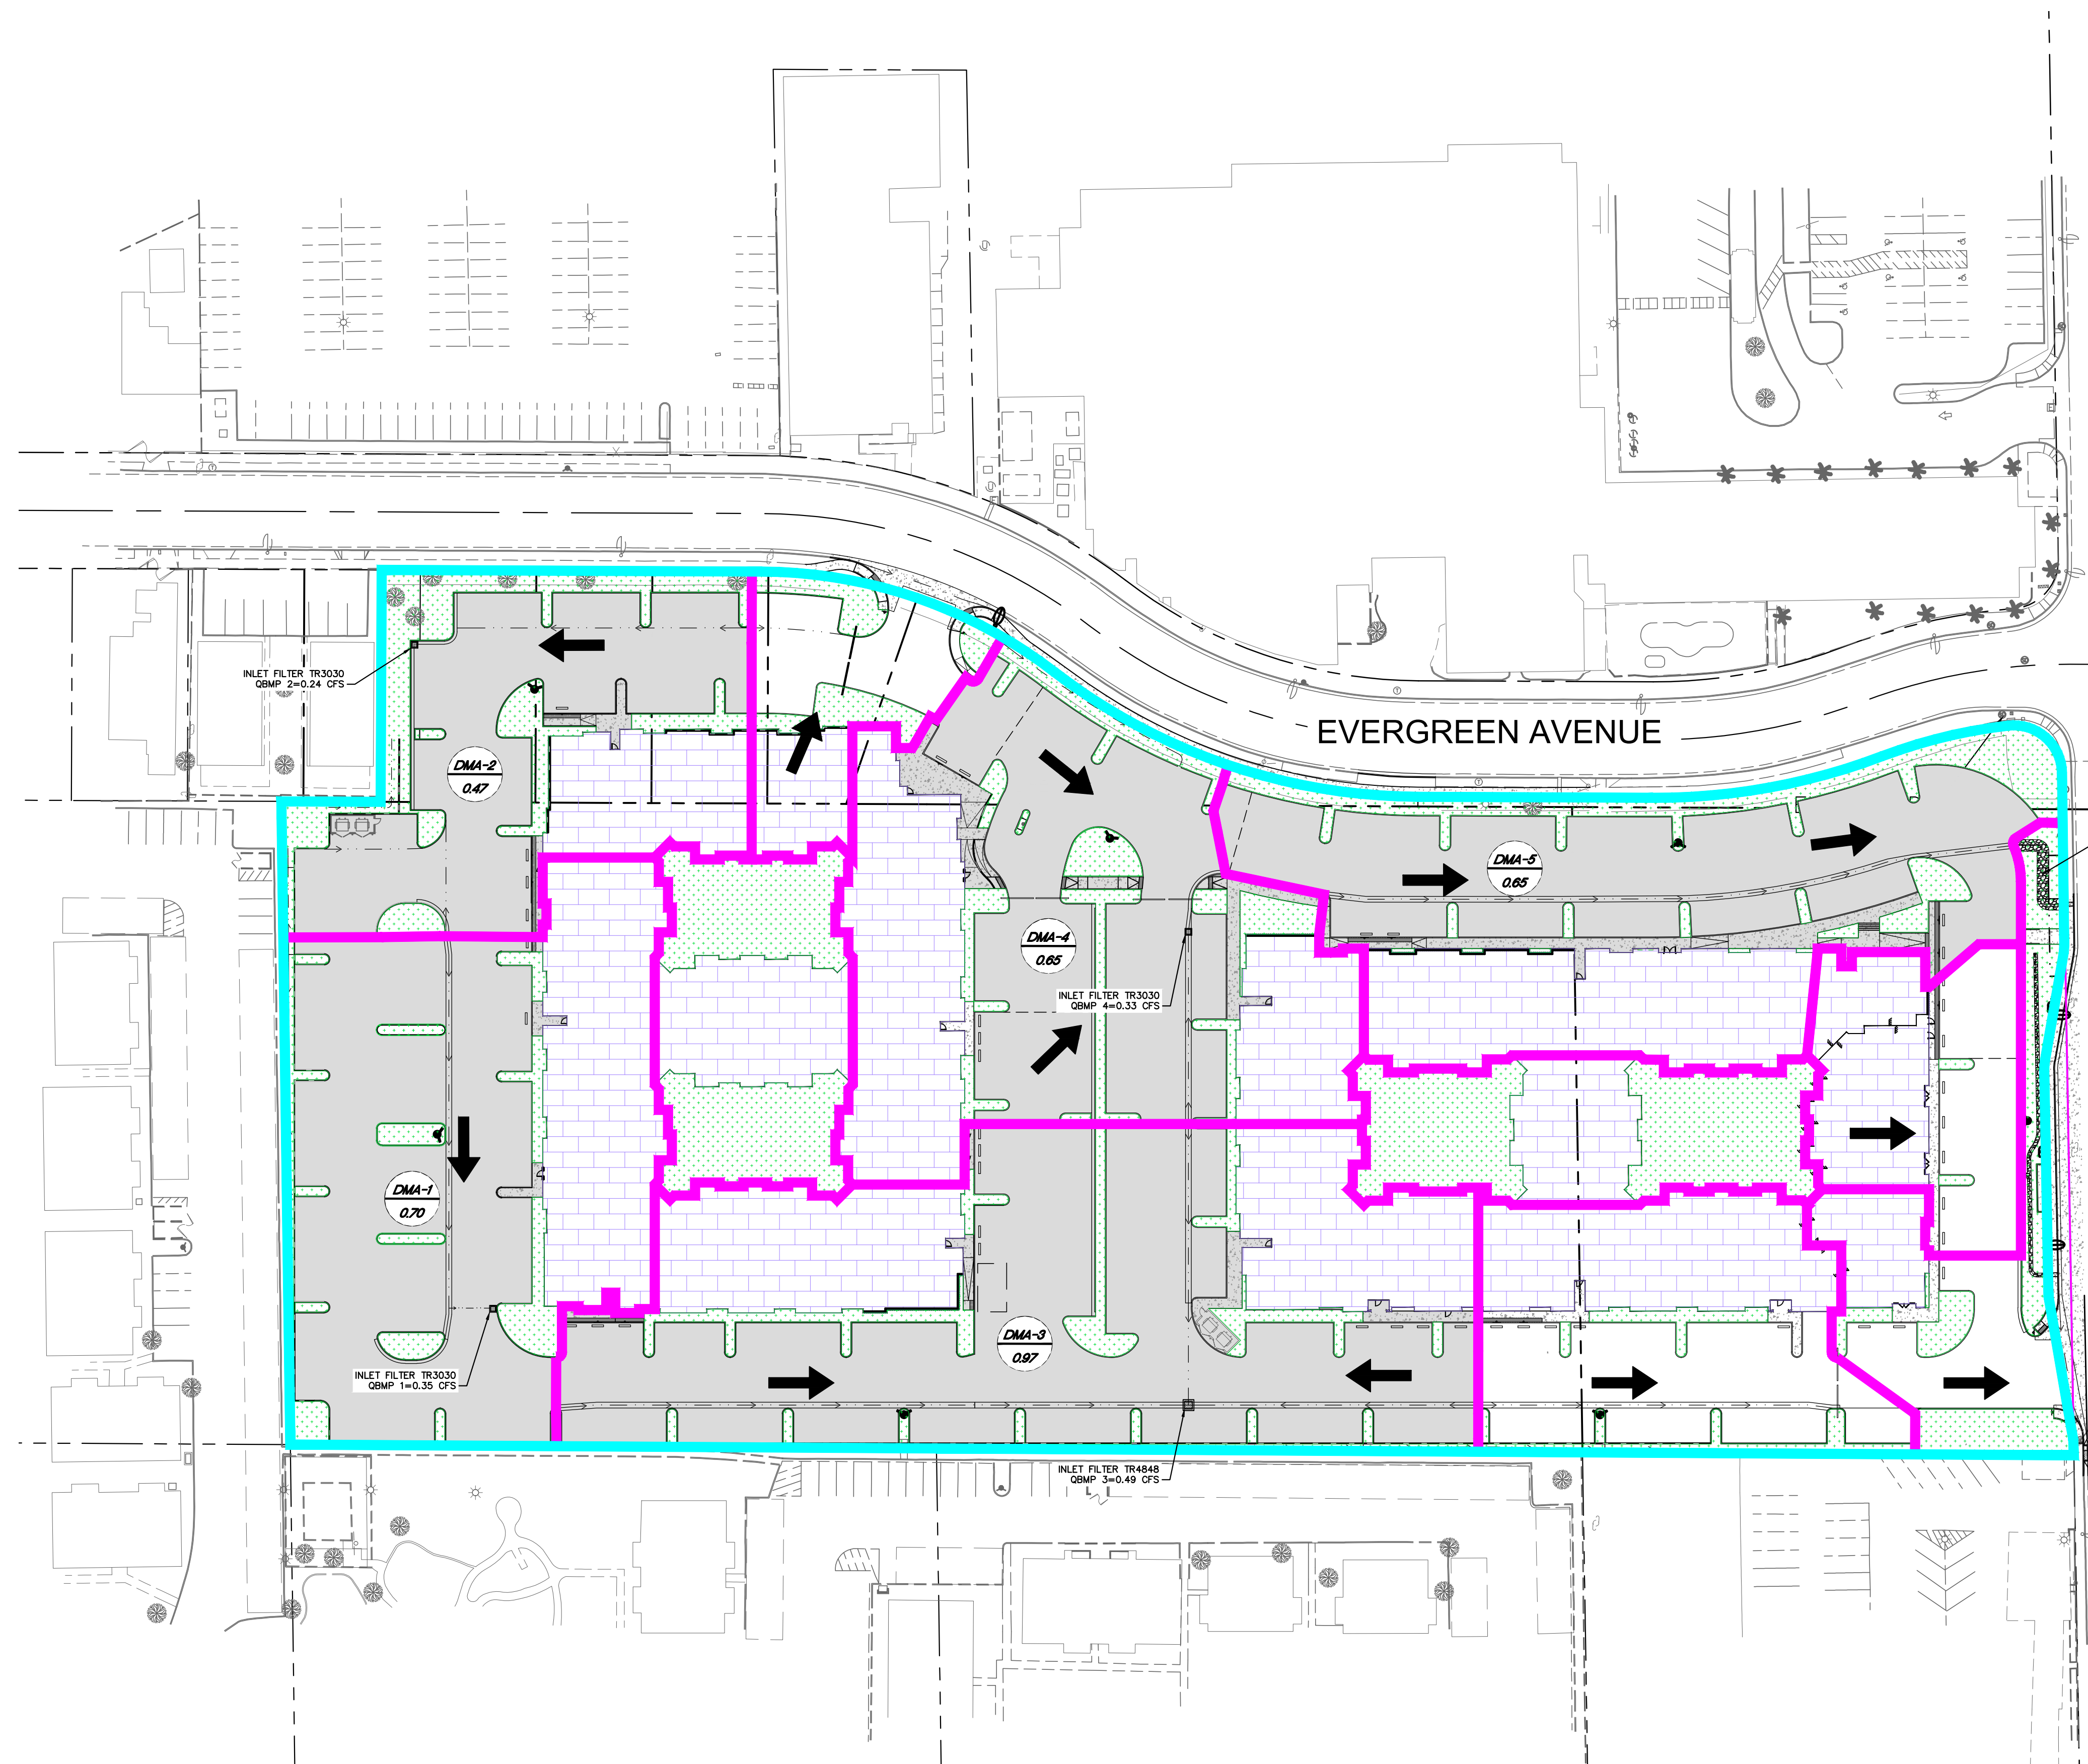 INLET FILTER TR3030
QBMP 2=0.24 CFS
EVERGREEN AVENUE
DMA-2
0.47
DMA-5
0.65
DMA-4
0.65
INLET FILTER TR3030
QBMP 4=0.33 CFS
DMA-1
0.70
DMA-3
0.97
INLET FILTER TR3030
QBMP 1=0.35 CFS
INLET FILTER TR4848
QBMP 3=0.49 CFS